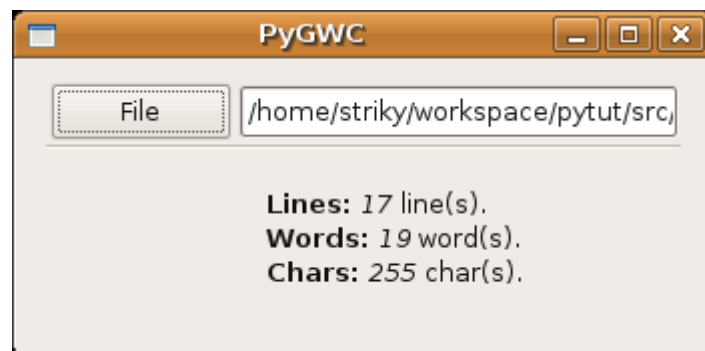 PyGWC
File /home/striky/workspace/pytut/src/
Lines: 17 line(s).
Words: 19 word(s).
Chars: 255 char(s).